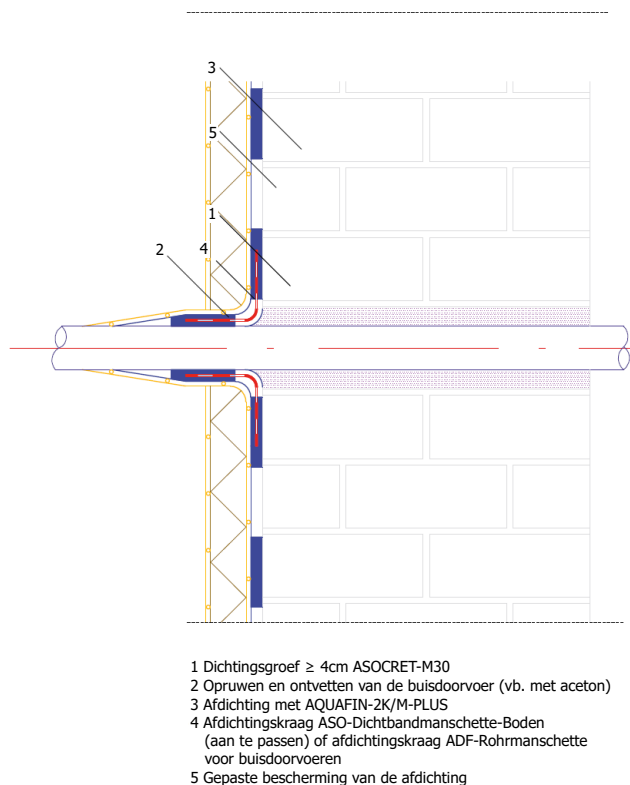 3
5
1
2
4
1 Dichtingsgroef ≥ 4cm ASOCRET-M30
2 Opruwen en ontvetten van de buisdoorvoer (vb. met aceton)
3 Afdichting met AQUAFIN-2K/M-PLUS
4 Afdichtingskraag ASO-Dichtbandmanschette-Boden
(aan te passen) of afdichtingskraag ADF-Rohrmanschette
voor buisdoorvoeren
5 Gepaste bescherming van de afdichting